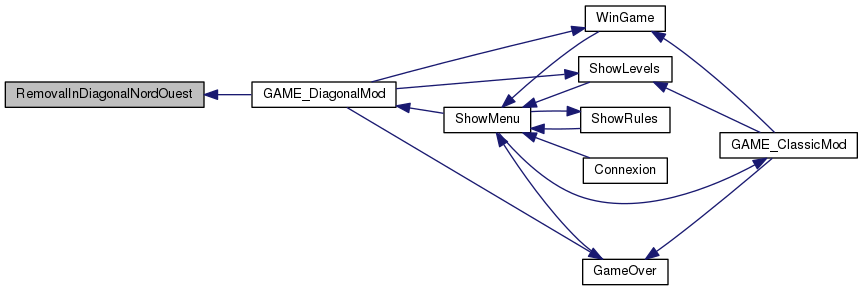 RemovalInDiagonalNordOuest
GAME_DiagonalMod
ShowMenu
WinGame
ShowLevels
ShowRules
Connexion
GameOver
GAME_ClassicMod